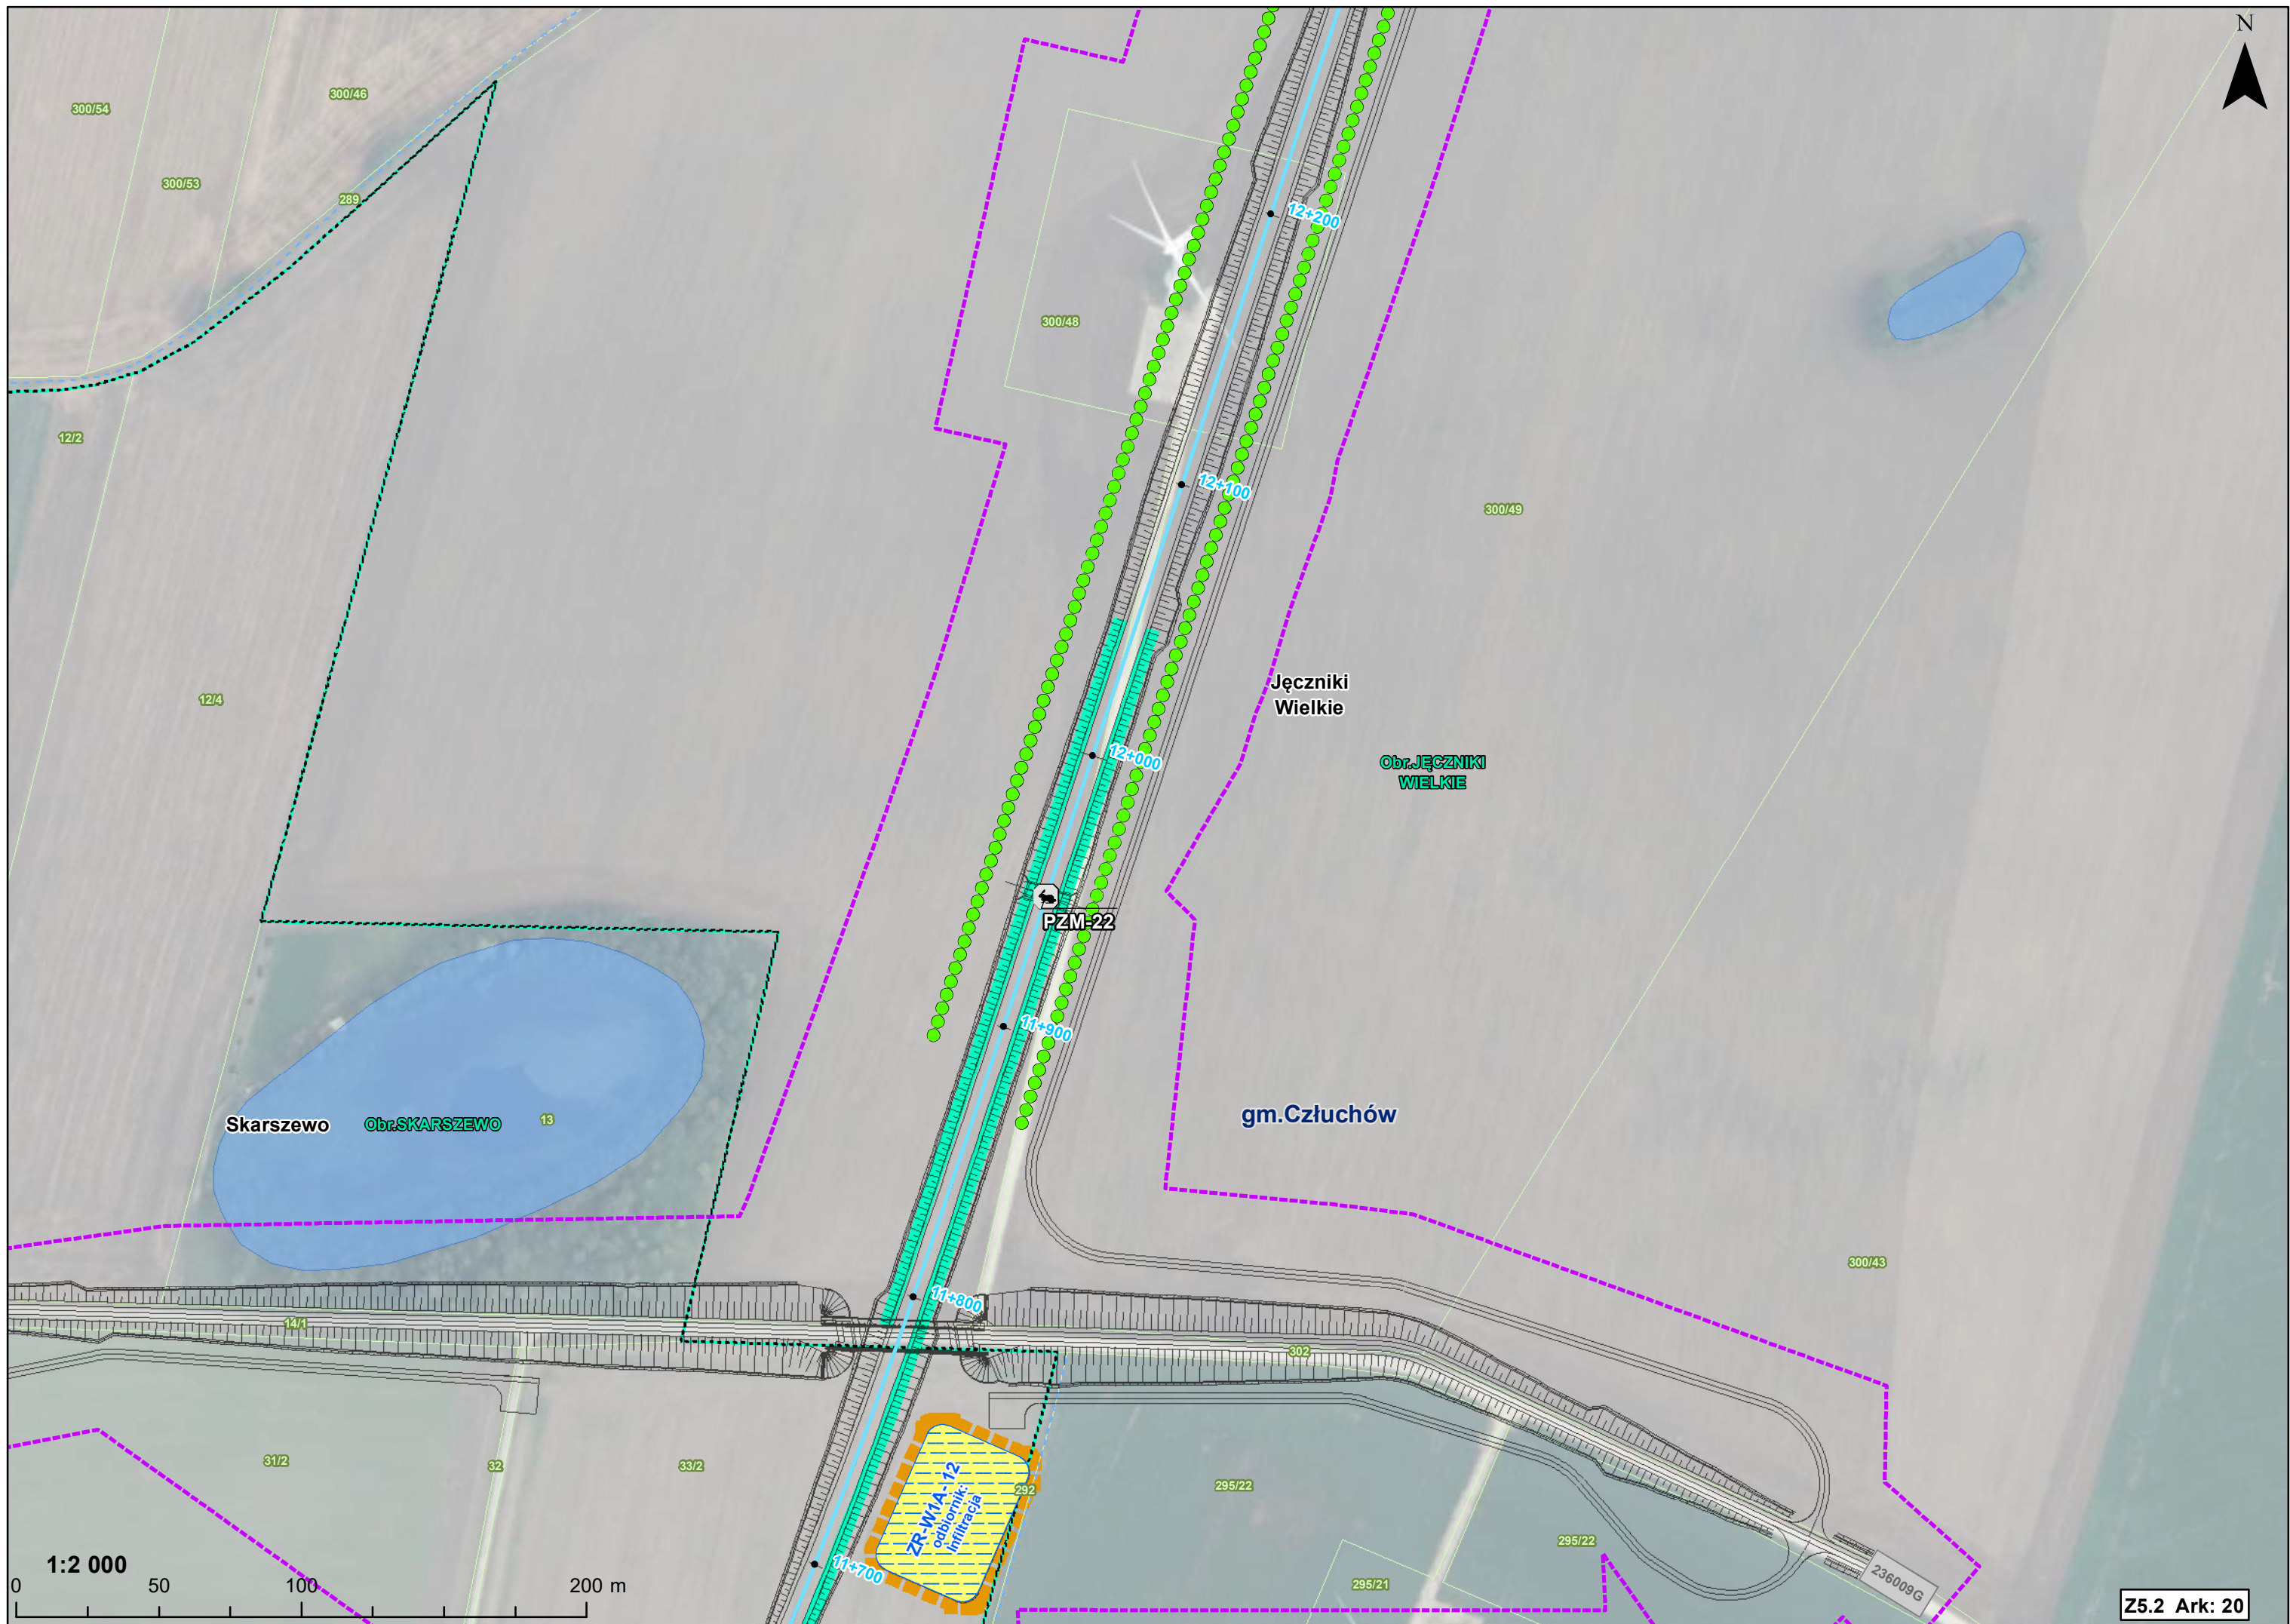 N
300/54
300/46
300/53
289
12+200
300/48
12/2
12+100
300/49
Jęczniki
Wielkie
12/4
12+000
Obr.JĘCZNIKI
WIELKIE
PZM-22
11+900
gm.Człuchów
Skarszewo
Obr.SKARSZEWO
13
300/43
11+800
14/1
302
31/2
32
33/2
ZR-W1A-12
odbiornik:
Infiltracja
292
295/22
295/22
11+700
295/21
236009G
1:2 000
0 50 100 200 m
Z5.2 Ark: 20